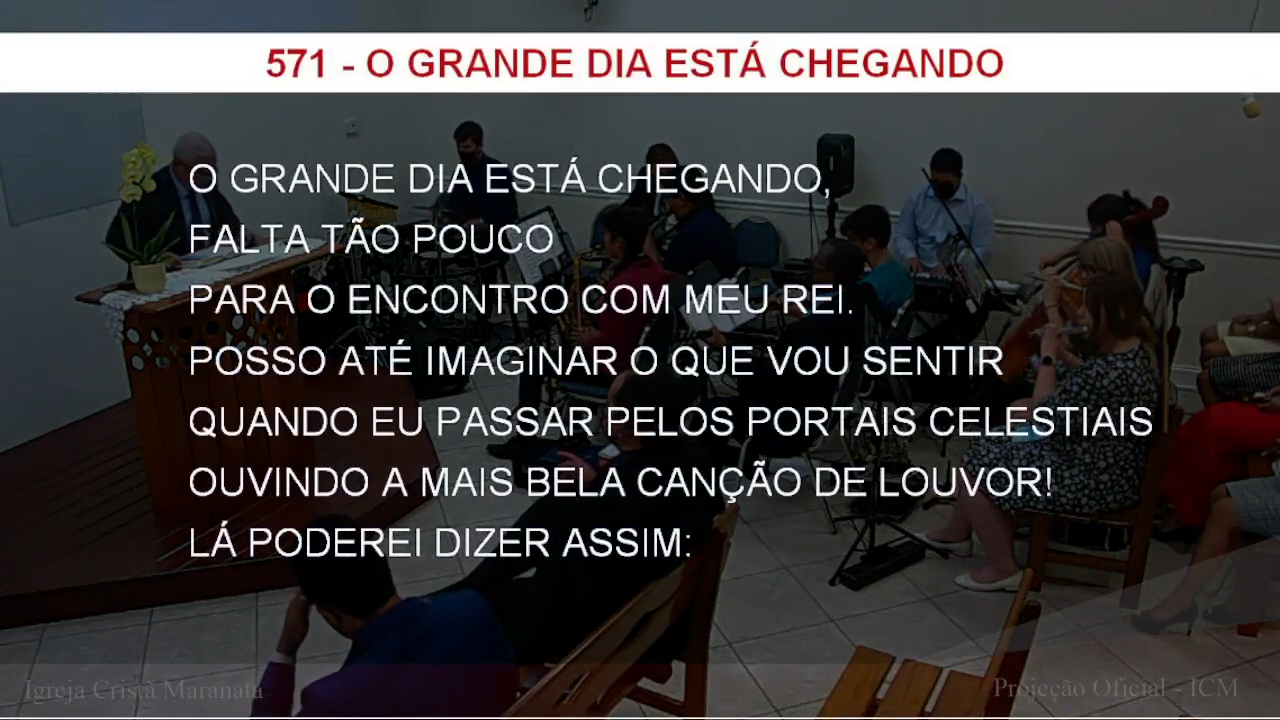 571 - O GRANDE DIA ESTÁ CHEGANDO
O GRANDE DIA ESTÁ CHEGANDO,
FALTA TÃO POUCO
PARA O ENCONTRO COM MEU REI.
POSSO ATÉ IMAGINAR O QUE VOU SENTIR
QUANDO EU PASSAR PELOS PORTAIS CELESTIAIS
OUVINDO A MAIS BELA CANÇÃO DE LOUVOR!
LÁ PODEREI DIZER ASSIM:
Igreja Cristã Maranata
Projeção Oficial - ICM